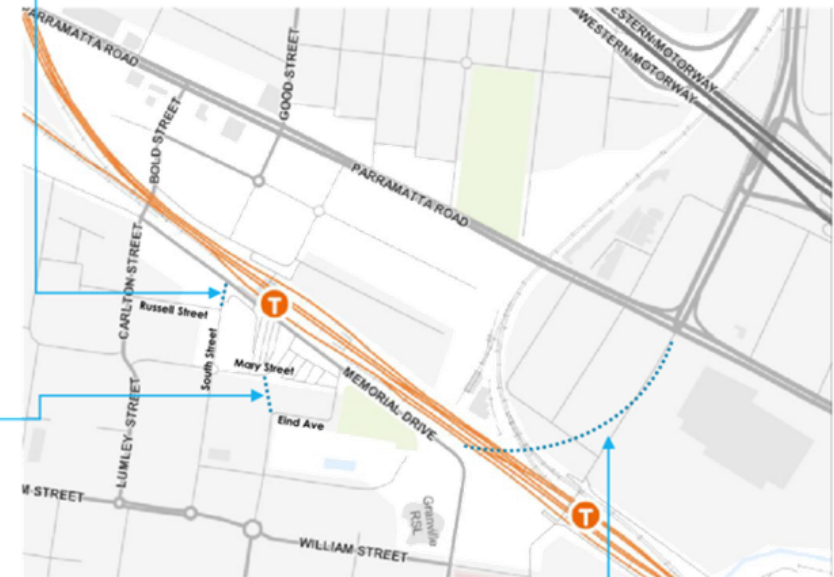 PARRAMATTA ROAD
GOOD STREET
WESTERN MOTORWAY
WESTERN MOTORWAY
BOLD STREET
PARRAMATTA ROAD
CARLTON STREET
T
Russell Street
South Street
Mary Street
MEMORIAL DRIVE
Elnd Ave
LUMLEY STREET
M STREET
Granville
RSL
T
WILLIAM STREET